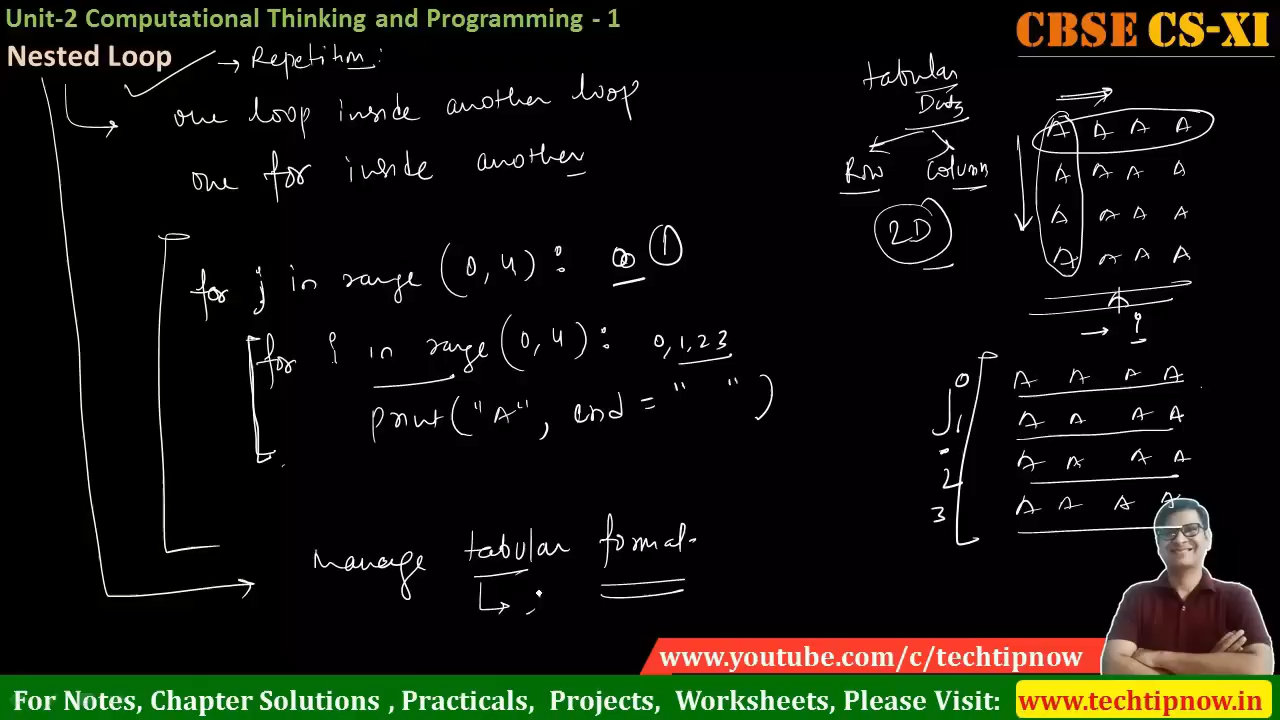 Unit-2 Computational Thinking and Programming - 1
CBSE CS-XI
Nested Loop
→ Repetition:
one loop inside another loop
one for inside another
tabular
Data
Row Column
2D
A A A A
A A A A
A A A A
A A A A
for j in range (0, 4) :
1
for i in range (0, 4) : 0, 1, 2 3
print("A", end = " ")
→ i
j
0 A A A A
1 A A A A
2 A A A A
3 A A A A
manage tabular format.
www.youtube.com/c/techtipnow
For Notes, Chapter Solutions , Practicals, Projects, Worksheets, Please Visit: www.techtipnow.in